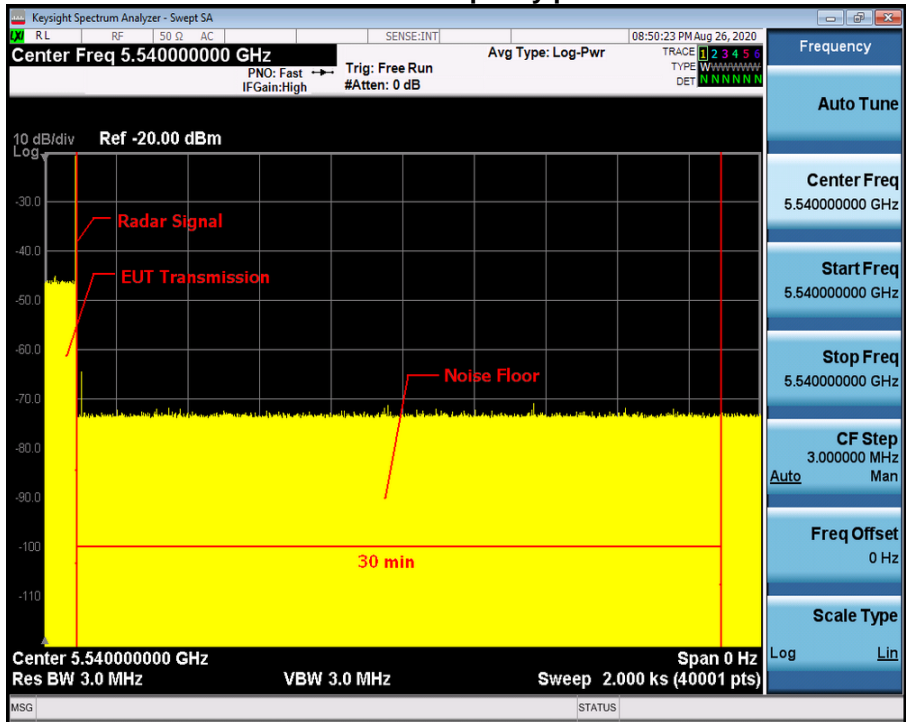 Keysight Spectrum Analyzer - Swept SA
LXI RL RF 50 Ω AC SENSE:INT 08:50:23 PM Aug 26, 2020
Center Freq 5.540000000 GHz Avg Type: Log-Pwr TRACE 1 2 3 4 5 6
PNO: Fast Trig: Free Run TYPE WWWWWWW
IFGain:High #Atten: 0 dB DET N N N N N N
Frequency
Auto Tune
10 dB/div Ref -20.00 dBm
Log
Center Freq
5.540000000 GHz
-30.0
Radar Signal
-40.0
Start Freq
5.540000000 GHz
EUT Transmission
-50.0
-60.0
Stop Freq
5.540000000 GHz
Noise Floor
-70.0
-80.0
CF Step
3.000000 MHz
Auto Man
-90.0
Freq Offset
0 Hz
-100
30 min
-110
Scale Type
Log Lin
Center 5.540000000 GHz Span 0 Hz
Res BW 3.0 MHz VBW 3.0 MHz Sweep 2.000 ks (40001 pts)
MSG STATUS